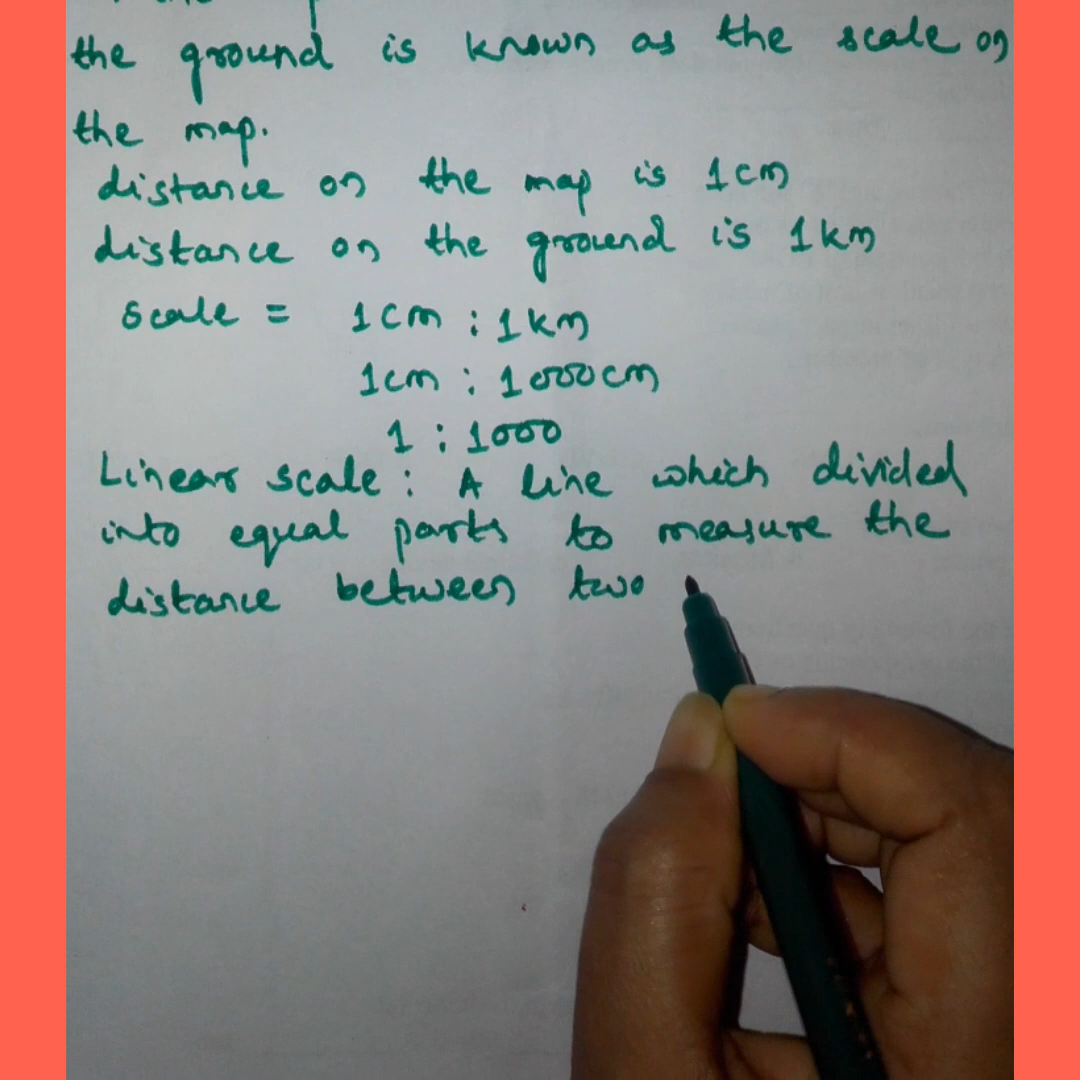 the ground is known as the scale on
the map.
distance on the map is 1cm
distance on the ground is 1km
scale = 1cm : 1km
1cm : 1000cm
1 : 1000
Linear scale : A line which divided
into equal parts to measure the
distance between two